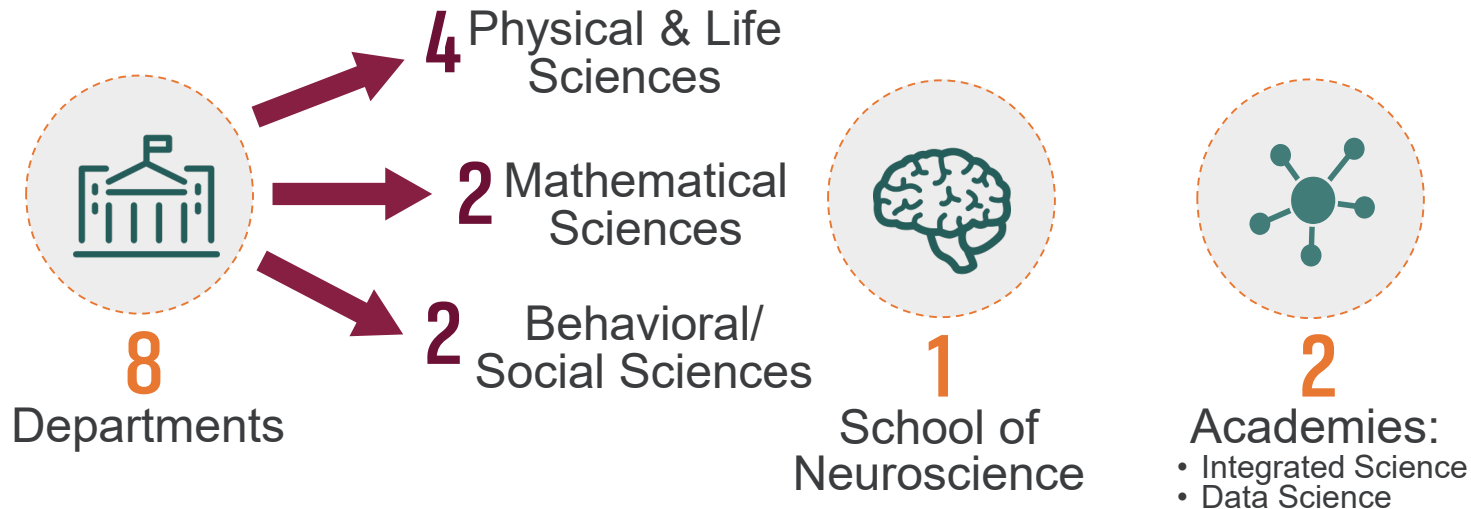 8
Departments
4 Physical & Life
Sciences
2 Mathematical
Sciences
2 Behavioral/
Social Sciences
1
School of
Neuroscience
2
Academies:
• Integrated Science
• Data Science